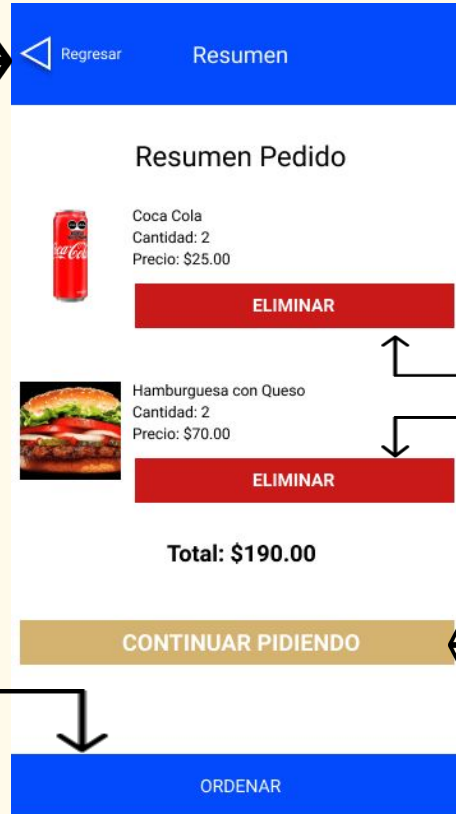 Regresar
Resumen
Resumen Pedido
Coca Cola
Cantidad: 2
Precio: $25.00
ELIMINAR
Hamburguesa con Queso
Cantidad: 2
Precio: $70.00
ELIMINAR
Total: $190.00
CONTINUAR PIDIENDO
ORDENAR